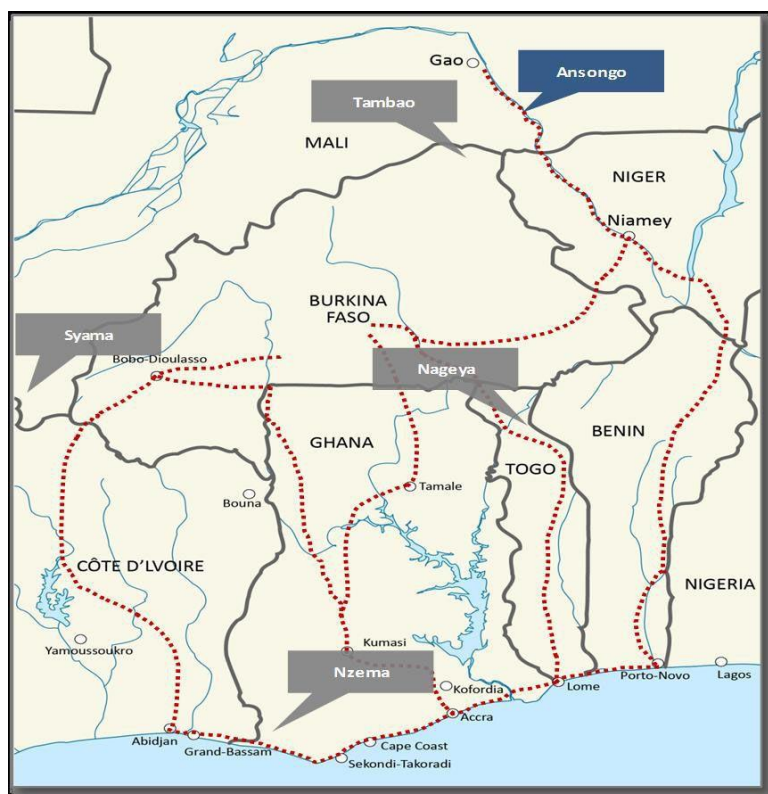 Gao
Ansongo
Tambao
MALI
NIGER
Niamey
BURKINA
FASO
Syama
Bobo-Dioulasso
Nageya
BENIN
GHANA
TOGO
Tamale
Bouna
CÔTE D'LVOIRE
NIGERIA
Yamoussoukro
Kumasi
Nzema
Kofordia
Lome
Porto-Novo
Lagos
Accra
Abidjan
Grand-Bassam
Cape Coast
Sekondi-Takoradi